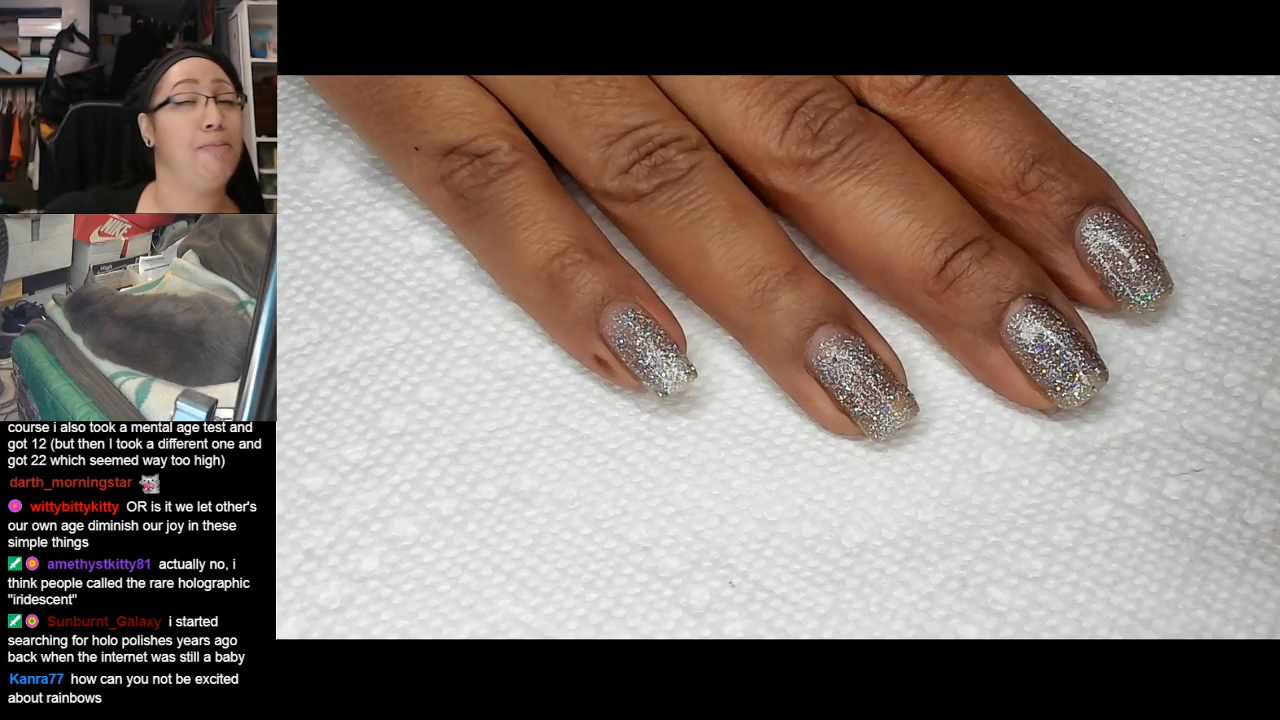 NIKE
course i also took a mental age test and
got 12 (but then I took a different one and
got 22 which seemed way too high)
darth_morningstar
wittybittykitty OR is it we let other's
our own age diminish our joy in these
simple things
amethystkitty81 actually no, i
think people called the rare holographic
"iridescent"
Sunburnt_Galaxy i started
searching for holo polishes years ago
back when the internet was still a baby
Kanra77 how can you not be excited
about rainbows